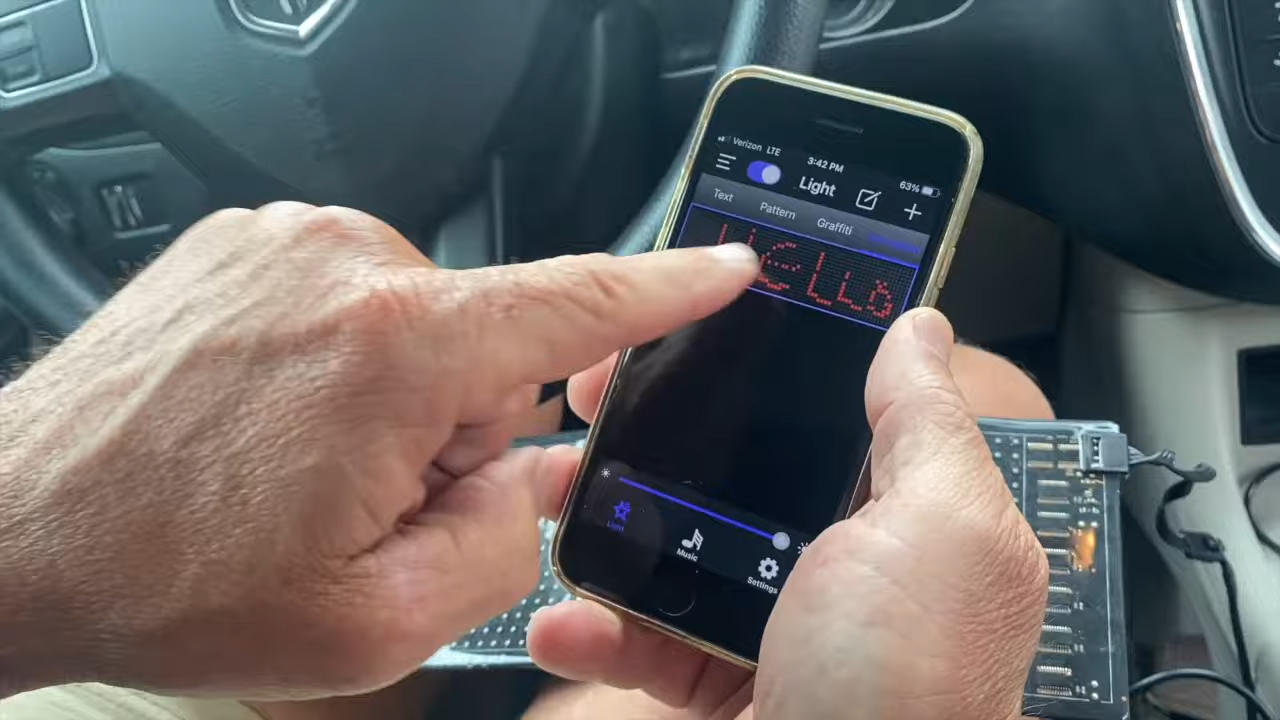 Verizon LTE 3:42 PM 63%
Light
Text Pattern Graffiti
HELLO
Light Music Settings